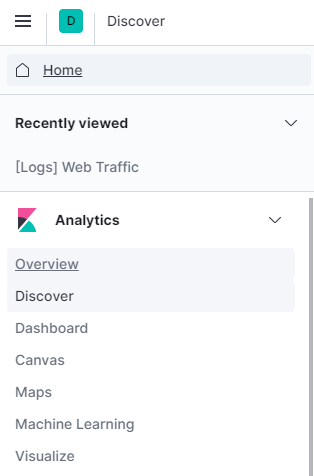 D Discover
Home
Recently viewed
[Logs] Web Traffic
Analytics
Overview
Discover
Dashboard
Canvas
Maps
Machine Learning
Visualize